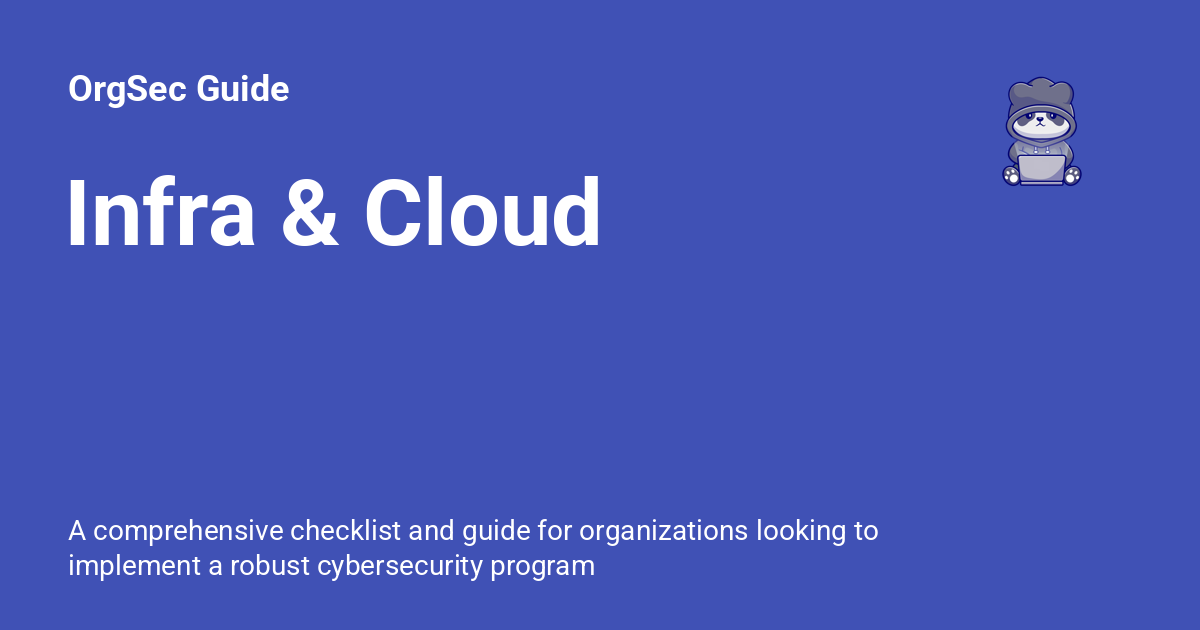 OrgSec Guide
Infra & Cloud
A comprehensive checklist and guide for organizations looking to
implement a robust cybersecurity program